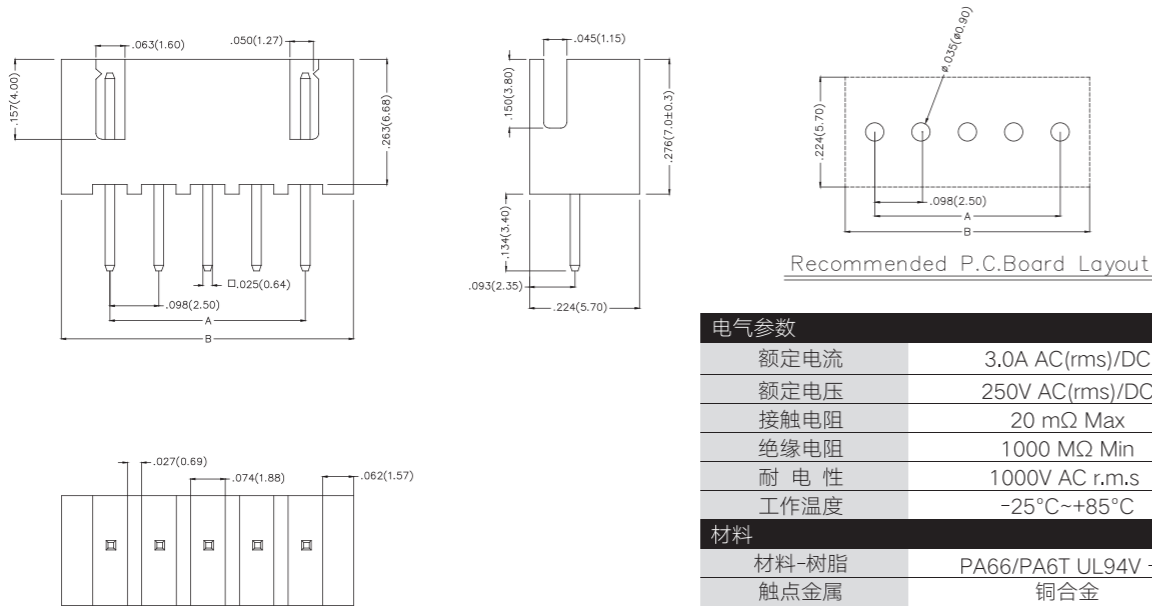 .063(1.60)
.050(1.27)
.157(4.00)
.263(6.68)
□.025(0.64)
.098(2.50)
A
B
.045(1.15)
.150(3.80)
.276(7.0±0.3)
.134(3.40)
.093(2.35)
.224(5.70)
ø.035(ø0.90)
.224(5.70)
.098(2.50)
A
B
Recommended P.C.Board Layout
.027(0.69)
.074(1.88)
.062(1.57)
电气参数
额定电流 3.0A AC(rms)/DC
额定电压 250V AC(rms)/DC
接触电阻 20 mΩ Max
绝缘电阻 1000 MΩ Min
耐 电 性 1000V AC r.m.s
工作温度 -25°C~+85°C
材料
材料-树脂 PA66/PA6T UL94V -
触点金属 铜合金